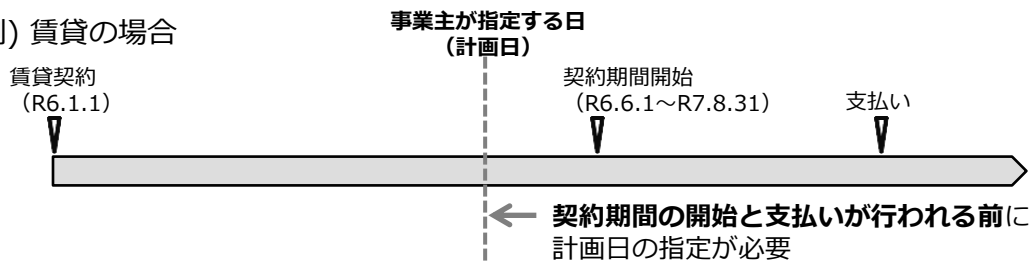 ) 賃貸の場合
事業主が指定する日
（計画日）
賃貸契約
（R6.1.1）
契約期間開始
（R6.6.1～R7.8.31）
支払い
契約期間の開始と支払いが行われる前に
計画日の指定が必要